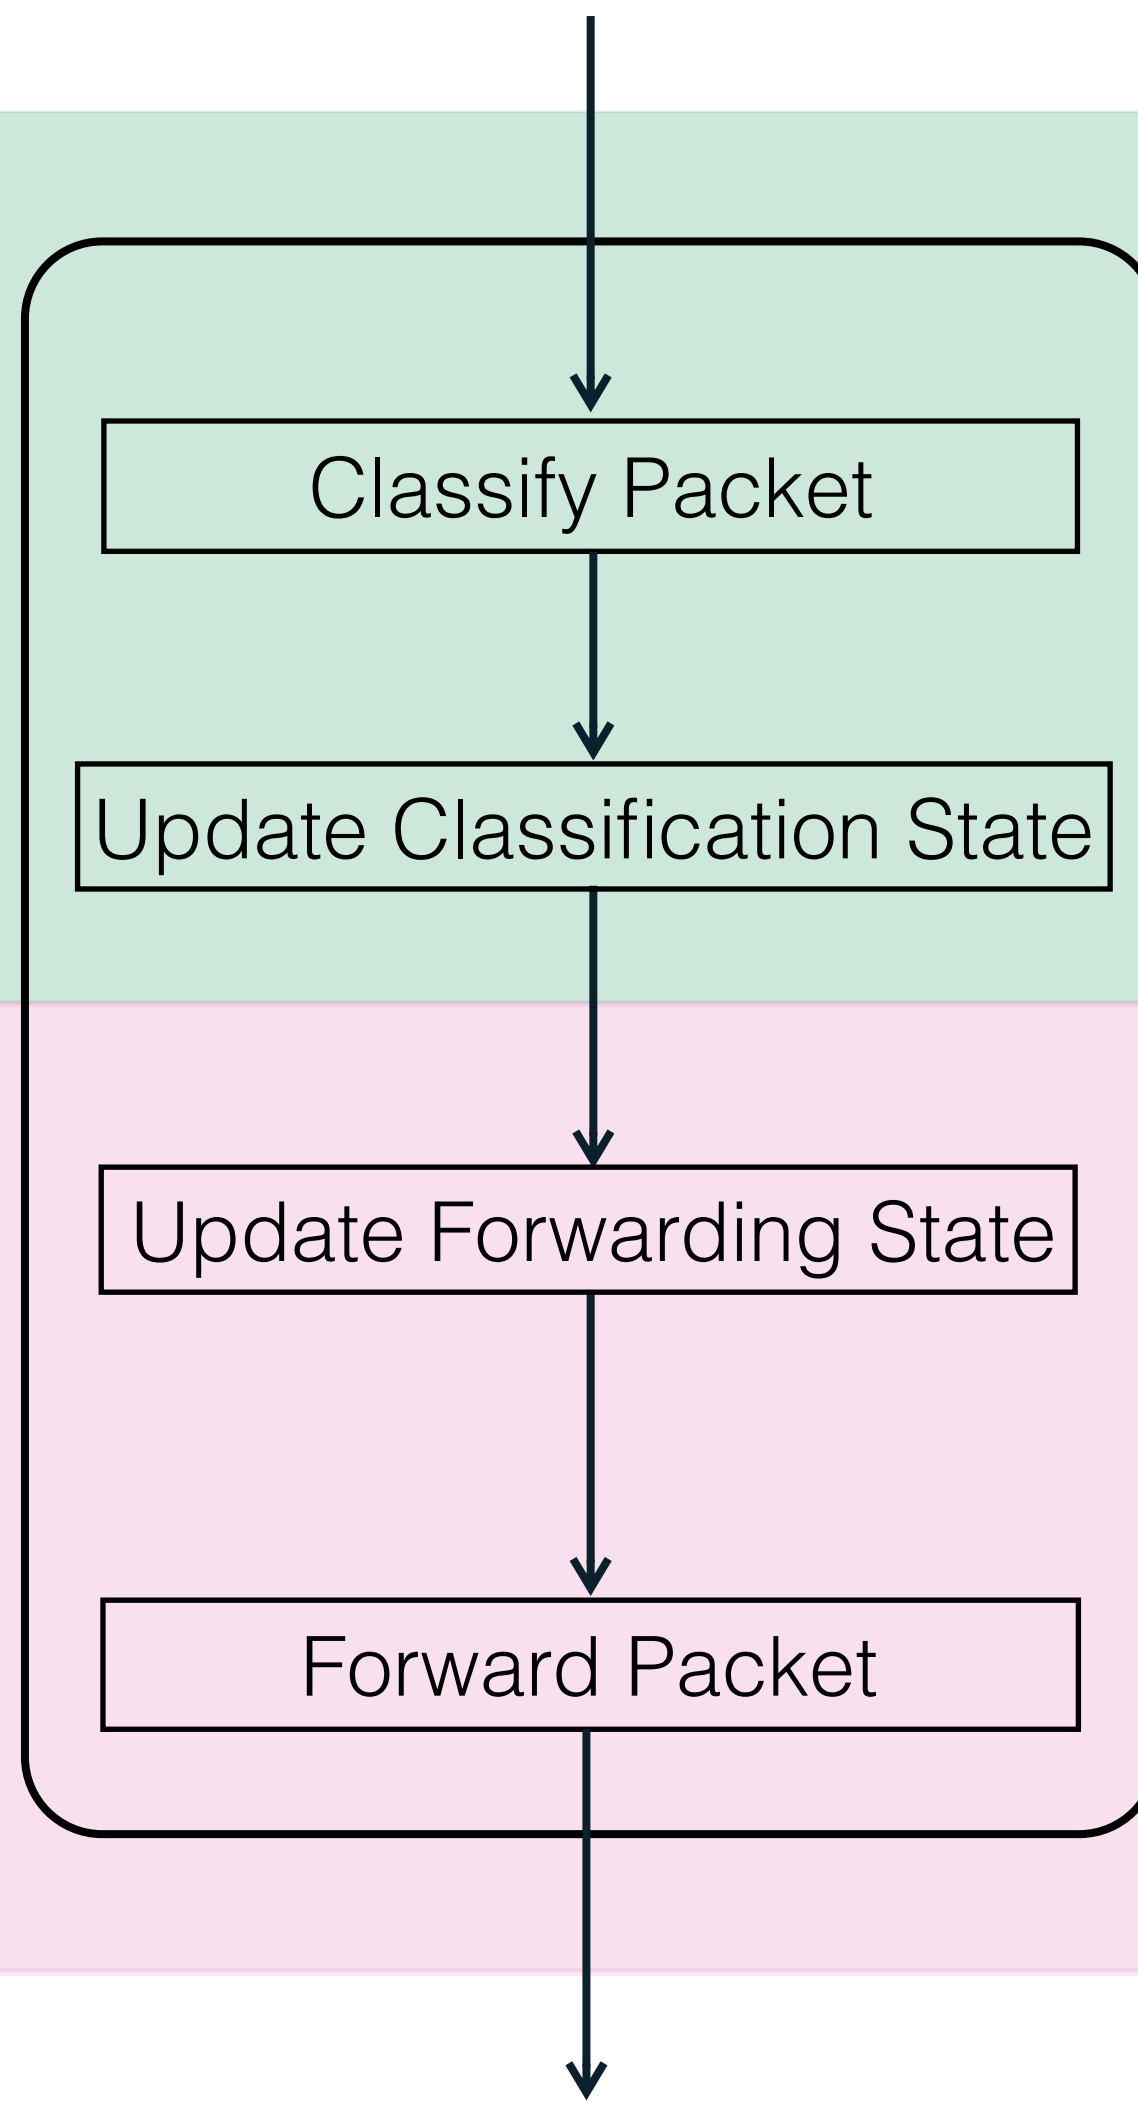 Classify Packet
Update Classification State
Update Forwarding State
Forward Packet